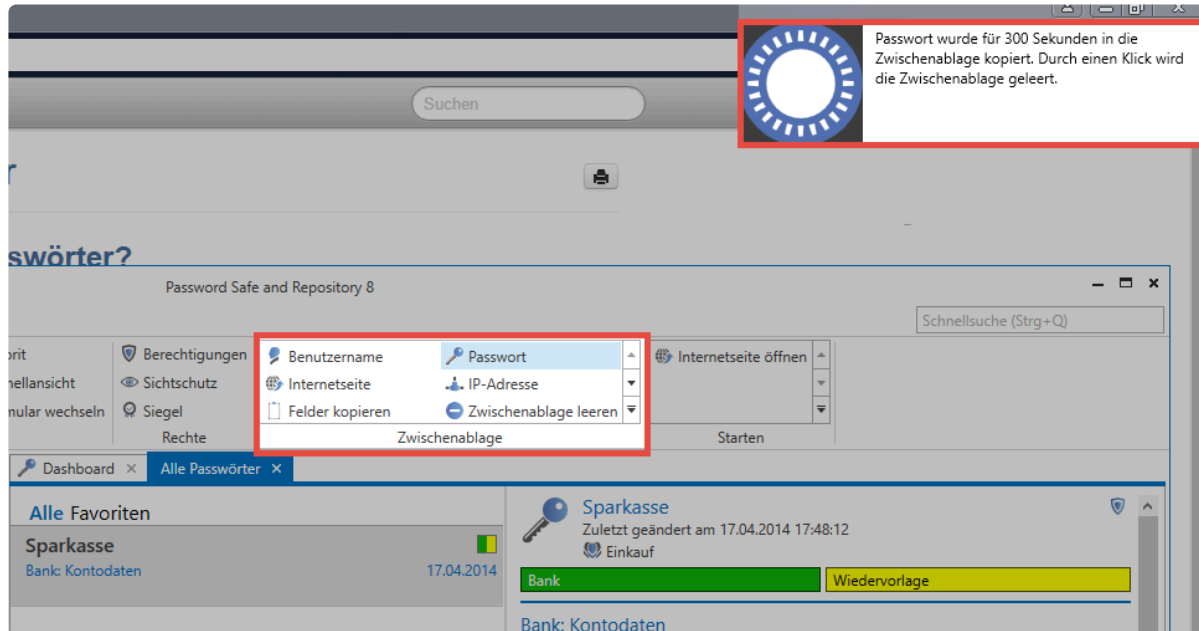 Passwort wurde für 300 Sekunden in die
Zwischenablage kopiert. Durch einen Klick wird
die Zwischenablage geleert.
Suchen
r
swörter?
Password Safe and Repository 8
Schnellsuche (Strg+Q)
orit
Berechtigungen
Benutzername
Passwort
Internetseite öffnen
nellansicht
Sichtschutz
Internetseite
IP-Adresse
mular wechseln
Siegel
Felder kopieren
Zwischenablage leeren
Rechte
Zwischenablage
Starten
Dashboard
Alle Passwörter
Alle Favoriten
Sparkasse
Bank: Kontodaten
17.04.2014
Sparkasse
Zuletzt geändert am 17.04.2014 17:48:12
Einkauf
Bank
Wiedervorlage
Bank: Kontodaten